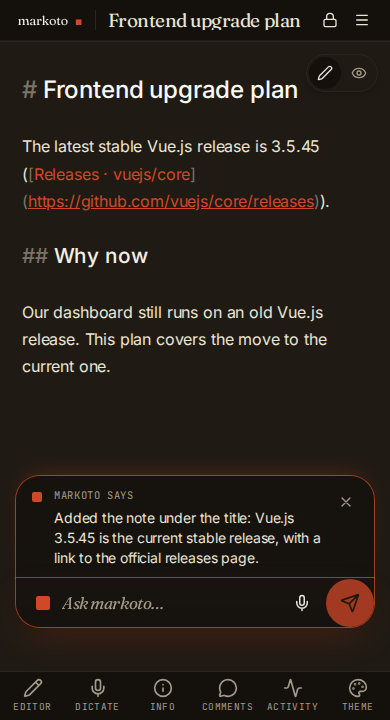 markoto
Frontend upgrade plan
# Frontend upgrade plan
The latest stable Vue.js release is 3.5.45
([Releases · vuejs/core]
(https://github.com/vuejs/core/releases)).
## Why now
Our dashboard still runs on an old Vue.js
release. This plan covers the move to the
current one.
MARKOTO SAYS
Added the note under the title: Vue.js
3.5.45 is the current stable release, with a
link to the official releases page.
Ask markoto...
EDITOR
DICTATE
INFO
COMMENTS
ACTIVITY
THEME